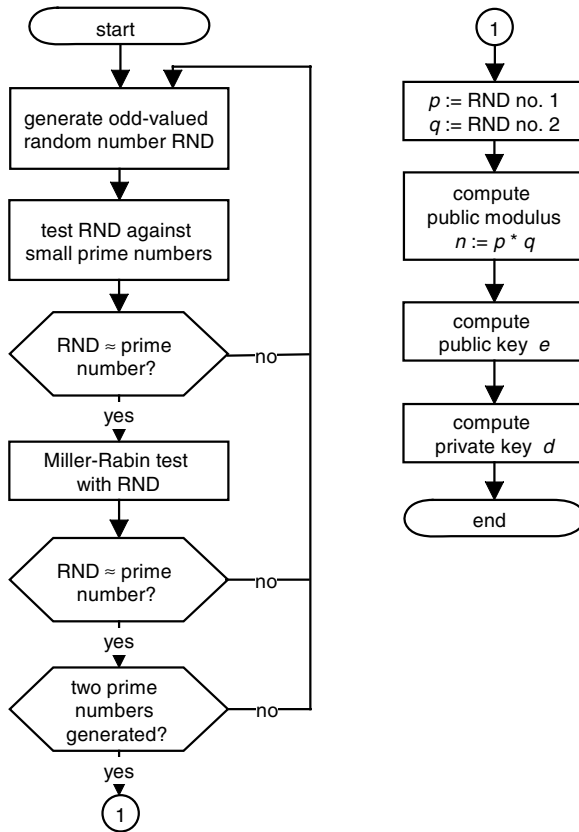 start
generate odd-valued
random number RND
test RND against
small prime numbers
RND ≈ prime
number?
no
yes
Miller-Rabin test
with RND
RND ≈ prime
number?
no
yes
two prime
numbers
generated?
no
yes
1
1
p := RND no. 1
q := RND no. 2
compute
public modulus
n := p * q
compute
public key e
compute
private key d
end